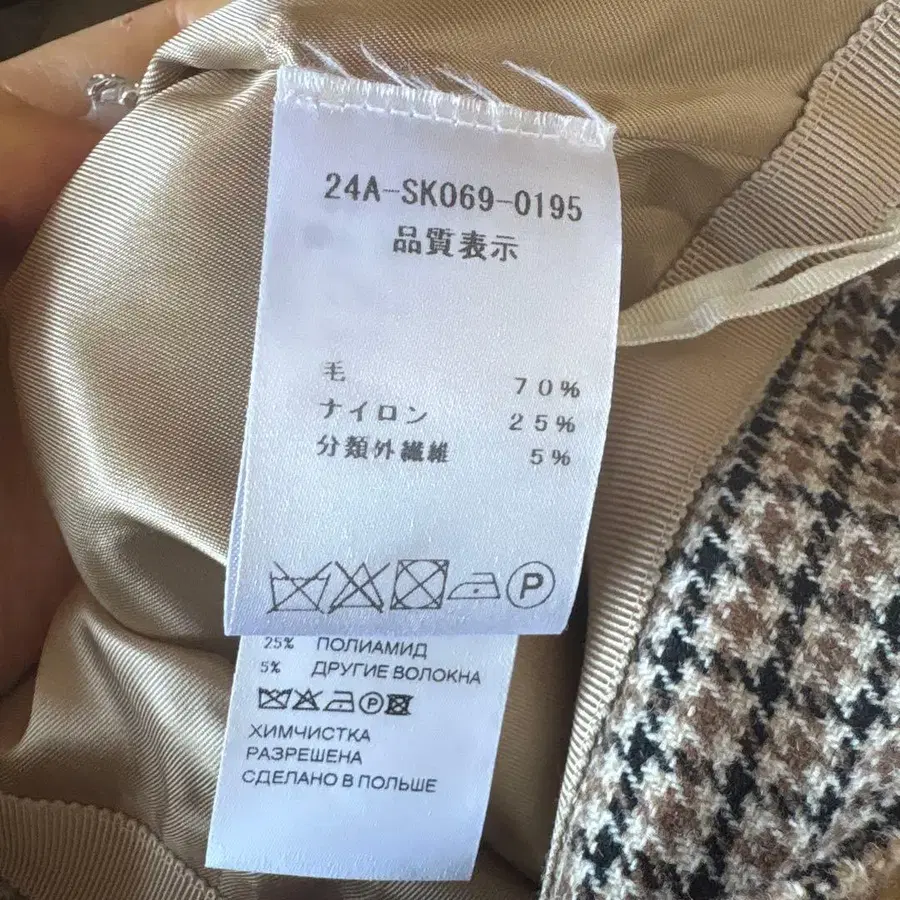 24A-SK069-0195
品質表示
毛 70%
ナイロン 25%
分類外繊維 5%
P
25% ПОЛИАМИД
5% ДРУГИЕ ВОЛОКНА
P
ХИМЧИСТКА
РАЗРЕШЕНА
СДЕЛАНО В ПОЛЬШЕ